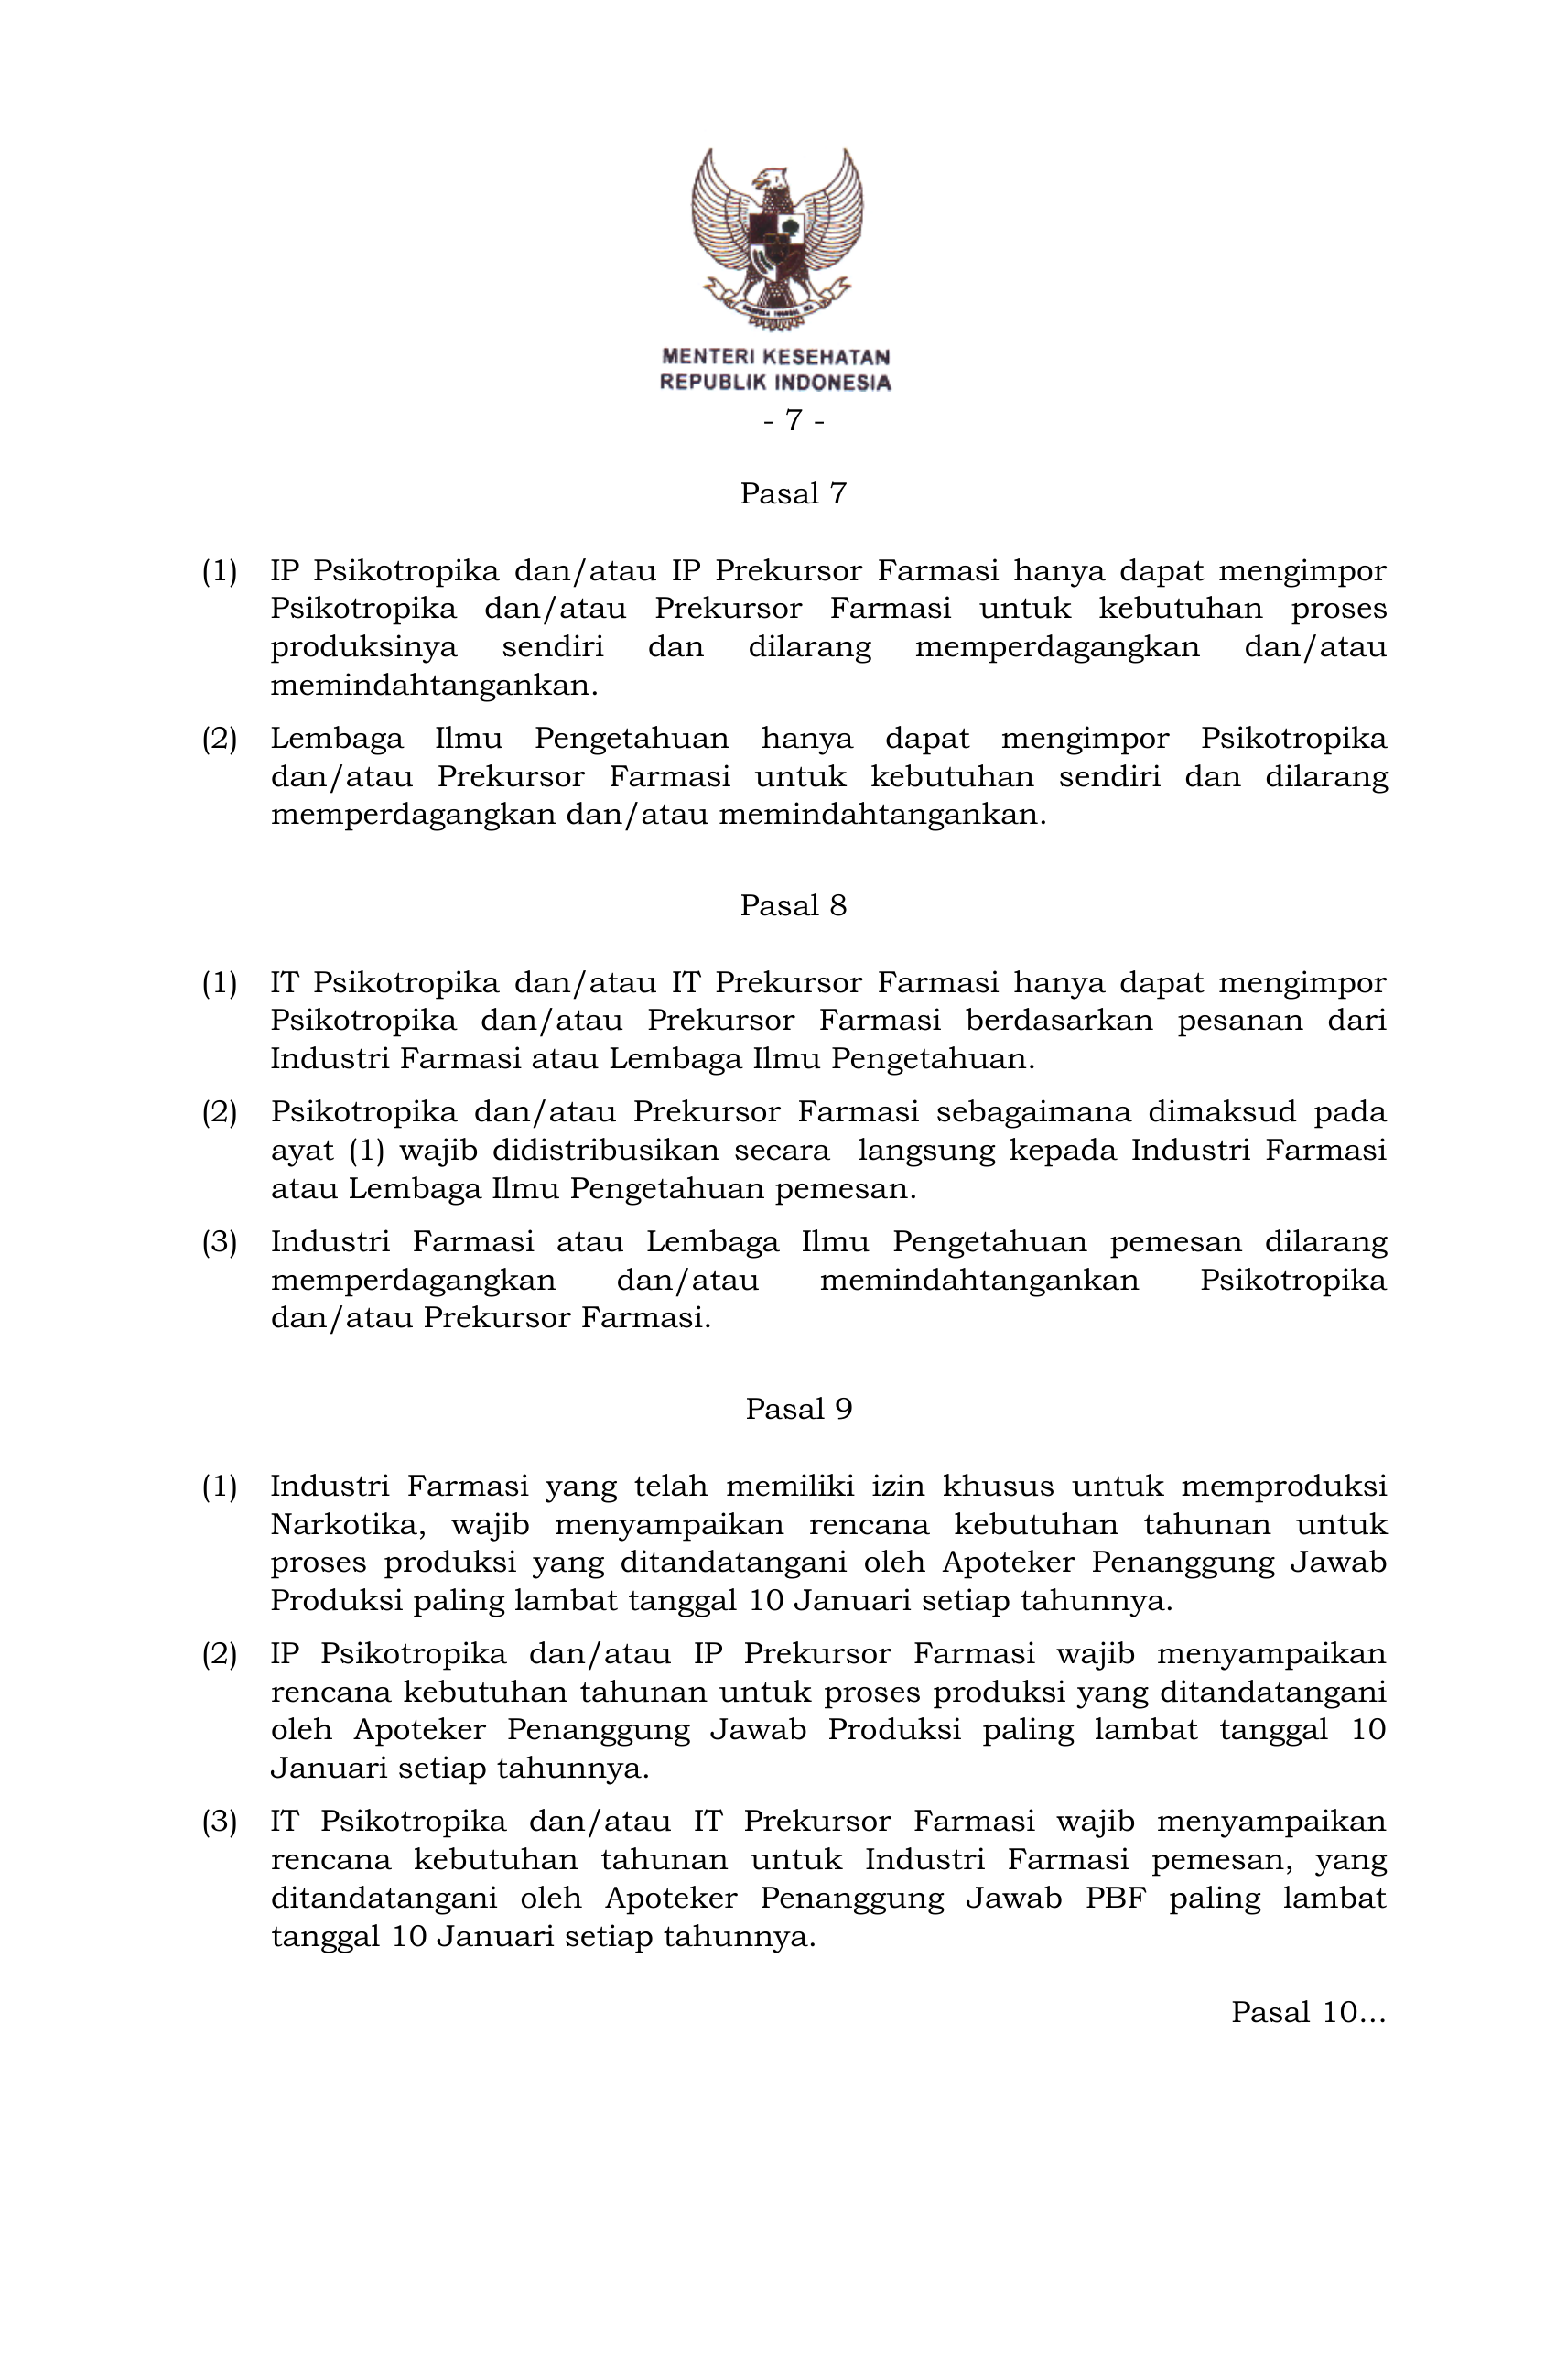 MENTERI KESEHATAN
REPUBLIK INDONESIA
- 7 -
Pasal 7
(1) IP Psikotropika dan/atau IP Prekursor Farmasi hanya dapat mengimpor
Psikotropika dan/atau Prekursor Farmasi untuk kebutuhan proses
produksinya sendiri dan dilarang memperdagangkan dan/atau
memindahtangankan.
(2) Lembaga Ilmu Pengetahuan hanya dapat mengimpor Psikotropika
dan/atau Prekursor Farmasi untuk kebutuhan sendiri dan dilarang
memperdagangkan dan/atau memindahtangankan.
Pasal 8
(1) IT Psikotropika dan/atau IT Prekursor Farmasi hanya dapat mengimpor
Psikotropika dan/atau Prekursor Farmasi berdasarkan pesanan dari
Industri Farmasi atau Lembaga Ilmu Pengetahuan.
(2) Psikotropika dan/atau Prekursor Farmasi sebagaimana dimaksud pada
ayat (1) wajib didistribusikan secara langsung kepada Industri Farmasi
atau Lembaga Ilmu Pengetahuan pemesan.
(3) Industri Farmasi atau Lembaga Ilmu Pengetahuan pemesan dilarang
memperdagangkan dan/atau memindahtangankan Psikotropika
dan/atau Prekursor Farmasi.
Pasal 9
(1) Industri Farmasi yang telah memiliki izin khusus untuk memproduksi
Narkotika, wajib menyampaikan rencana kebutuhan tahunan untuk
proses produksi yang ditandatangani oleh Apoteker Penanggung Jawab
Produksi paling lambat tanggal 10 Januari setiap tahunnya.
(2) IP Psikotropika dan/atau IP Prekursor Farmasi wajib menyampaikan
rencana kebutuhan tahunan untuk proses produksi yang ditandatangani
oleh Apoteker Penanggung Jawab Produksi paling lambat tanggal 10
Januari setiap tahunnya.
(3) IT Psikotropika dan/atau IT Prekursor Farmasi wajib menyampaikan
rencana kebutuhan tahunan untuk Industri Farmasi pemesan, yang
ditandatangani oleh Apoteker Penanggung Jawab PBF paling lambat
tanggal 10 Januari setiap tahunnya.
Pasal 10...